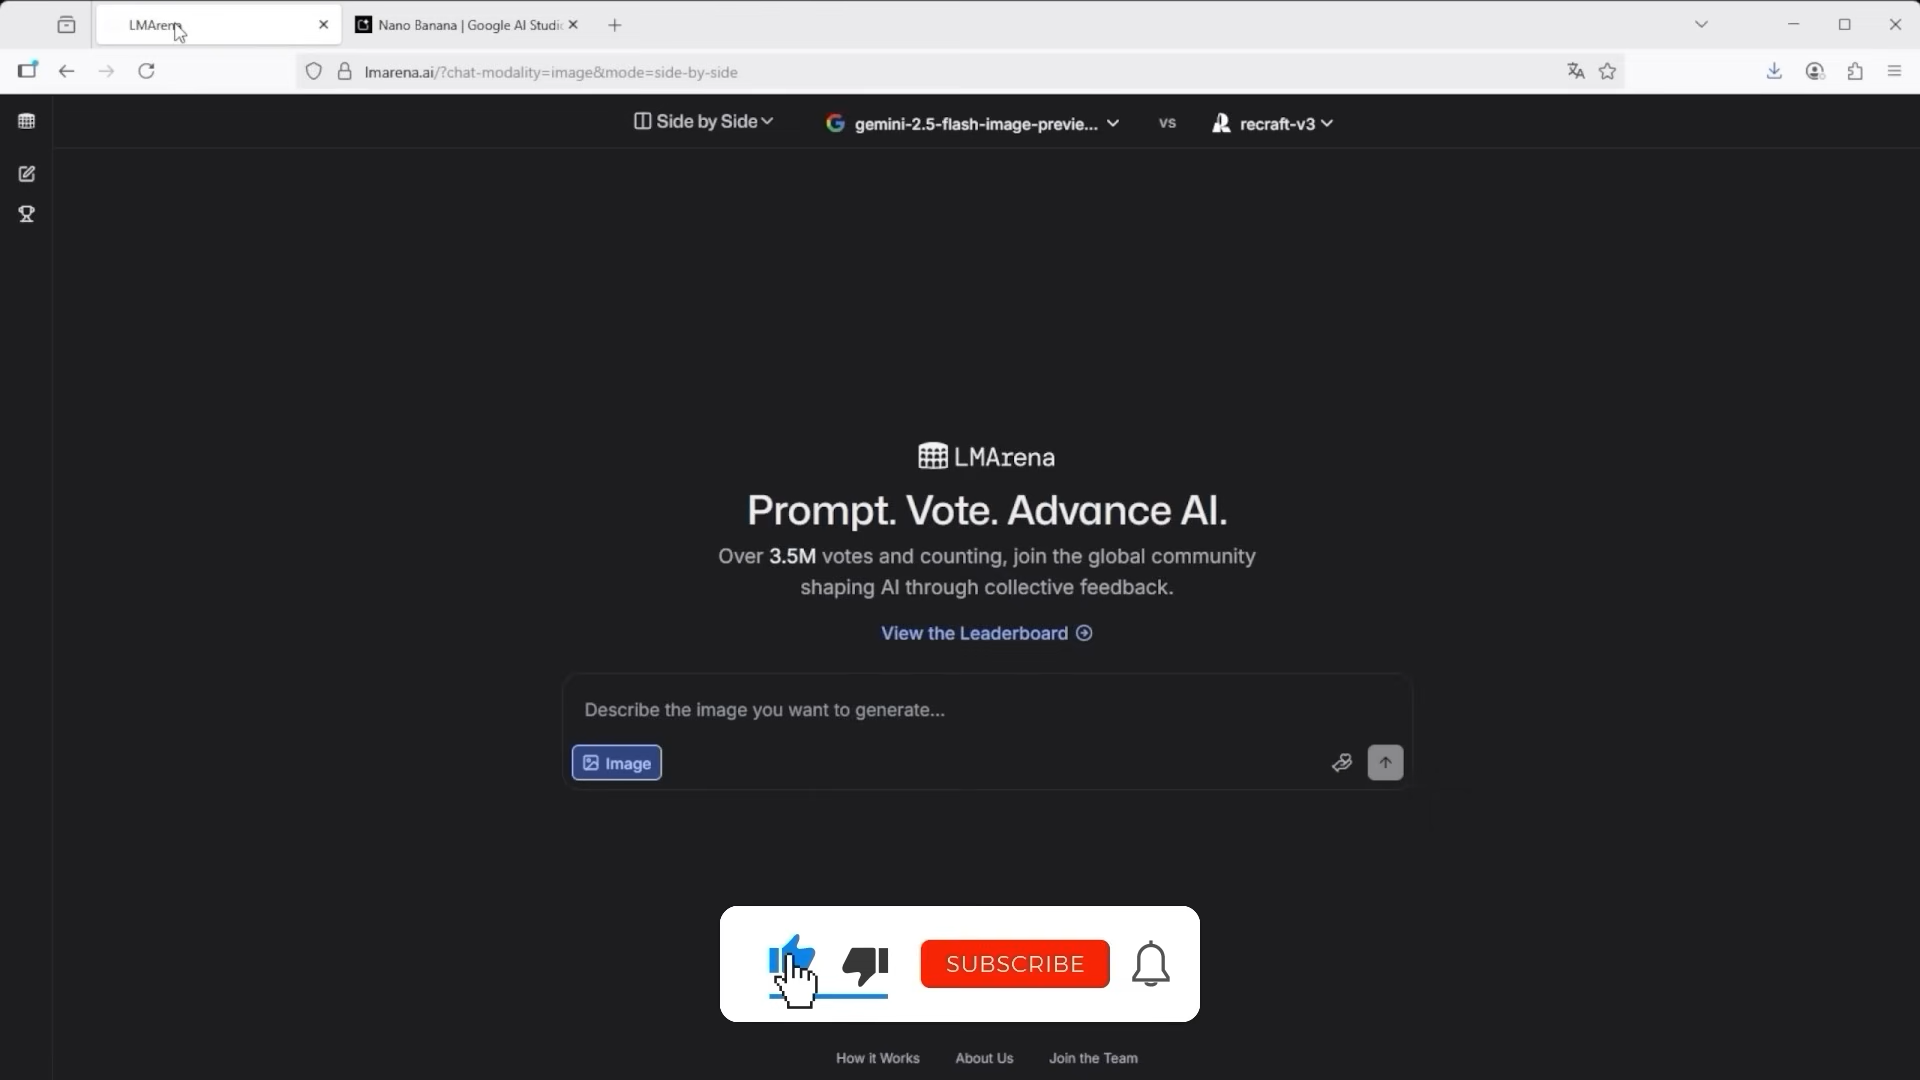 LMArena
Nano Banana | Google AI Studi
lmarena.ai/?chat-modality=image&mode=side-by-side
Side by Side
gemini-2.5-flash-image-previe...
vs
recraft-v3
LMArena
Prompt. Vote. Advance AI.
Over 3.5M votes and counting, join the global community
shaping AI through collective feedback.
View the Leaderboard
Describe the image you want to generate...
Image
SUBSCRIBE
How it Works
About Us
Join the Team